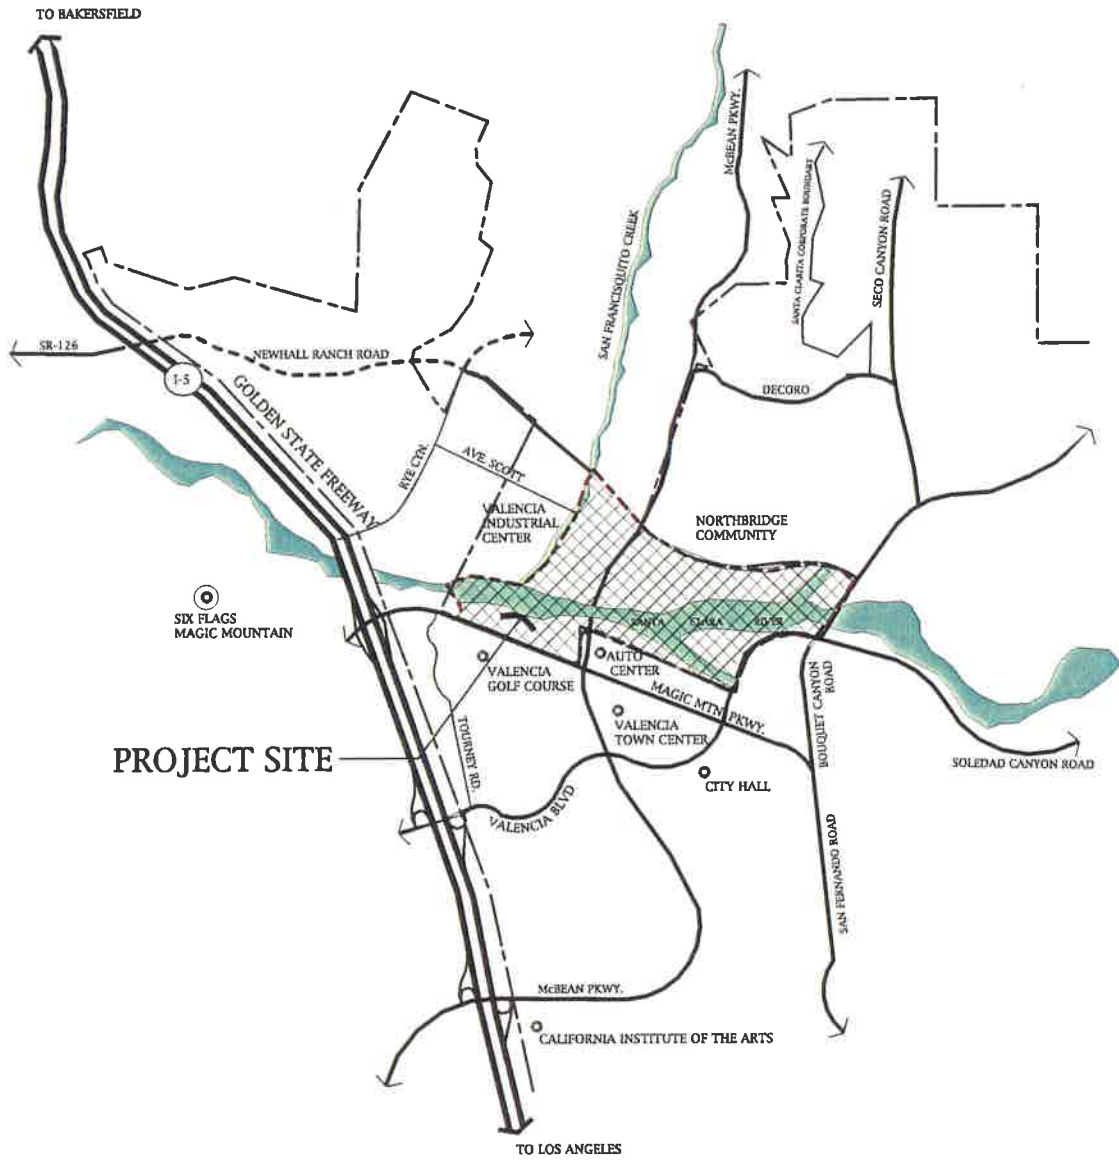 TO BAKERSFIELD
McBEAN PKWY.
SAN FRANCISQUITO CREEK
SANTA CLARITA CORPORATE BOUNDARY
SECO CANYON ROAD
SR-126
NEWHALL RANCH ROAD
I-5
GOLDEN STATE FREEWAY
DECORO
RYE CYN.
AVE. SCOTT
VALENCIA
INDUSTRIAL
CENTER
NORTHBRIDGE
COMMUNITY
SIX FLAGS
MAGIC MOUNTAIN
SANTA CLARA RIVER
VALENCIA
GOLF COURSE
AUTO
CENTER
MAGIC MTN. PKWY.
BOUQUET CANYON
ROAD
VALENCIA
TOWN CENTER
TOURNEY RD.
PROJECT SITE
SOLEDAD CANYON ROAD
CITY HALL
VALENCIA BLVD
SAN FERNANDO ROAD
McBEAN PKWY.
CALIFORNIA INSTITUTE OF THE ARTS
TO LOS ANGELES